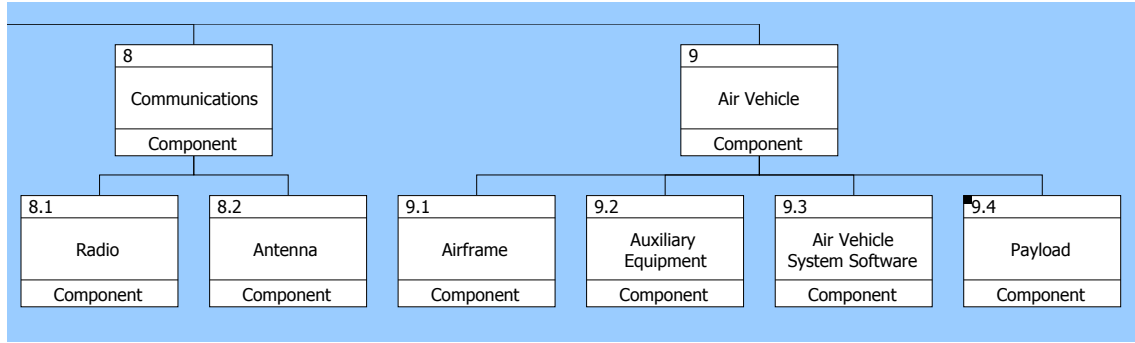 8
Communications
Component
9
Air Vehicle
Component
8.1
Radio
Component
8.2
Antenna
Component
9.1
Airframe
Component
9.2
Auxiliary
Equipment
Component
9.3
Air Vehicle
System Software
Component
9.4
Payload
Component